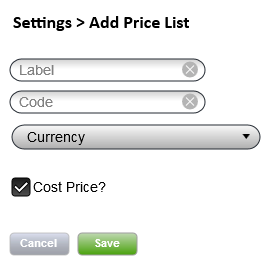 Settings > Add Price List
Label
Code
Currency
Cost Price?
Cancel Save